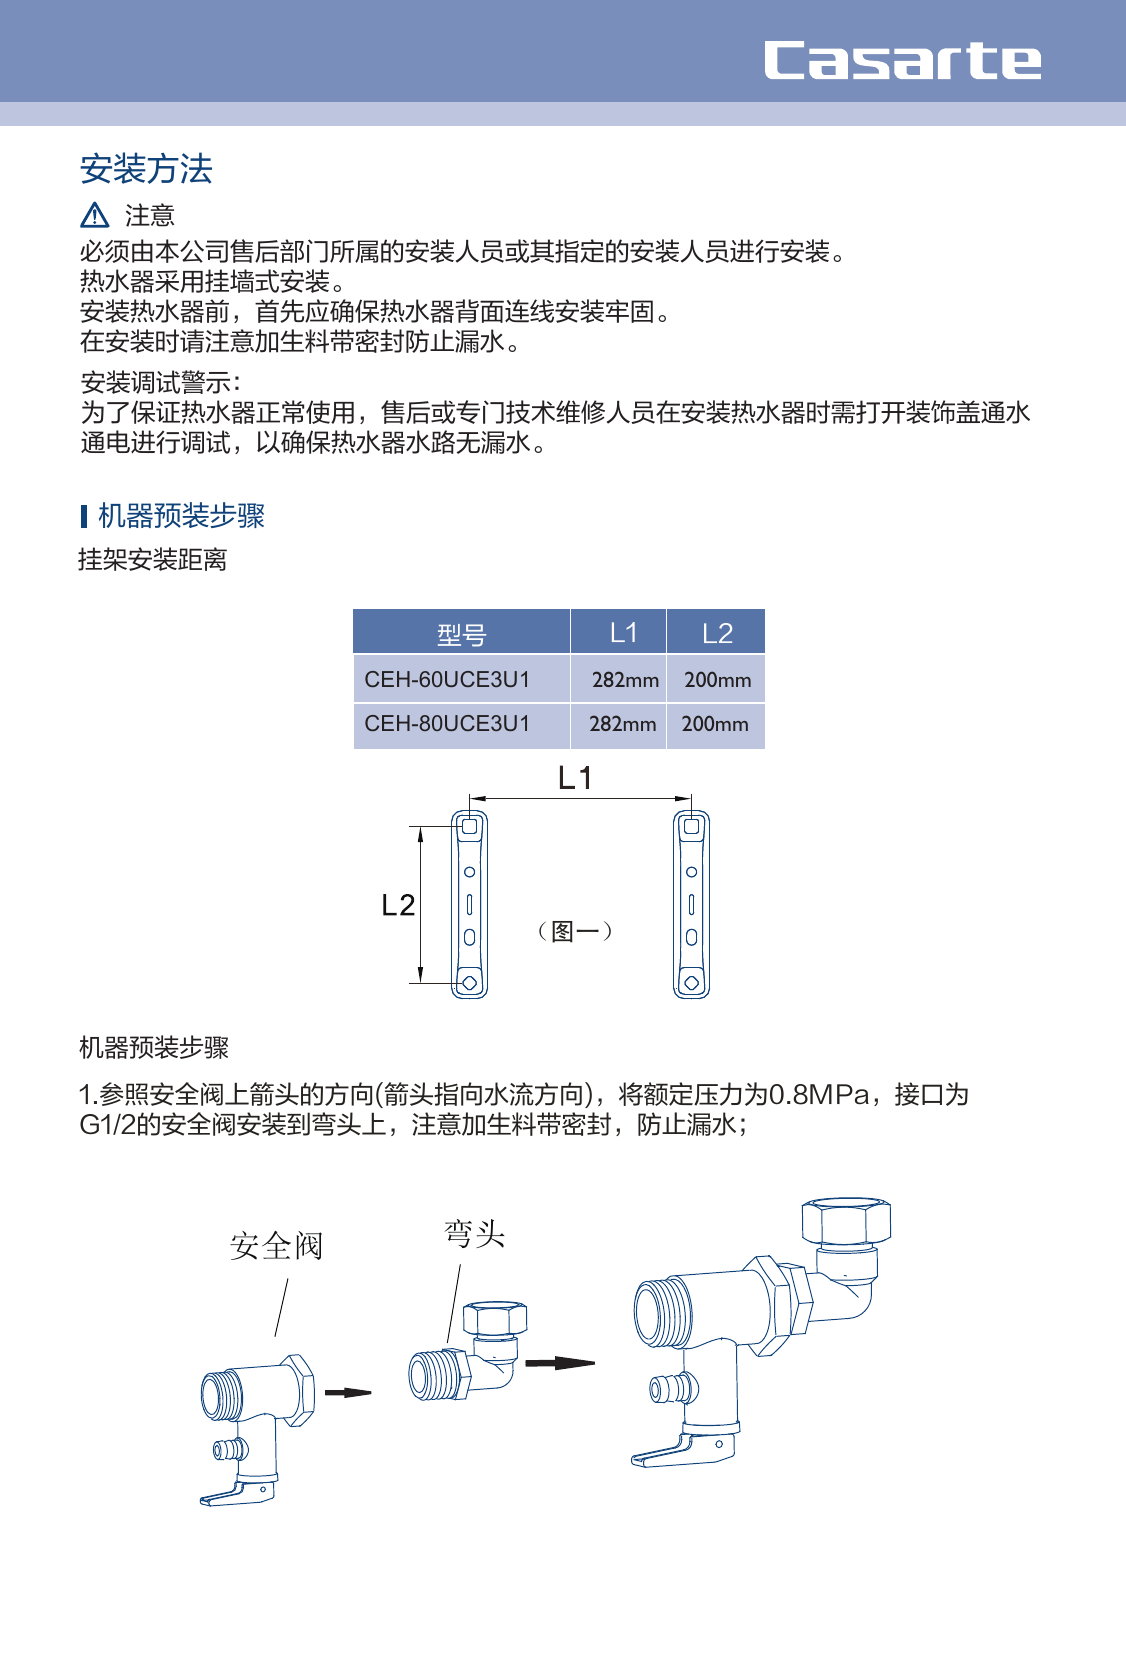 Casarte
安装方法
注意
必须由本公司售后部门所属的安装人员或其指定的安装人员进行安装。
热水器采用挂墙式安装。
安装热水器前，首先应确保热水器背面连线安装牢固。
在安装时请注意加生料带密封防止漏水。
安装调试警示：
为了保证热水器正常使用，售后或专门技术维修人员在安装热水器时需打开装饰盖通水
通电进行调试，以确保热水器水路无漏水。
机器预装步骤
挂架安装距离
型号 L1 L2
CEH-60UCE3U1 282mm 200mm
CEH-80UCE3U1 282mm 200mm
L1
L2
（图一）
机器预装步骤
1.参照安全阀上箭头的方向(箭头指向水流方向)，将额定压力为0.8MPa，接口为
G1/2的安全阀安装到弯头上，注意加生料带密封，防止漏水；
安全阀
弯头